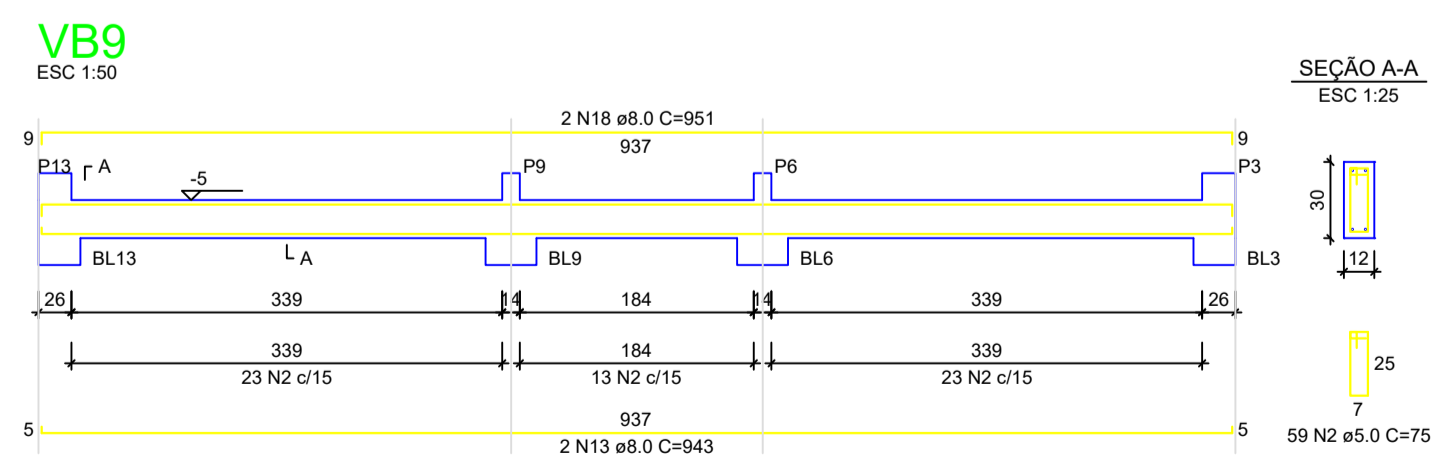 VB9
ESC 1:50
SEÇÃO A-A
ESC 1:25
2 N18 ø8.0 C=951
9
937
9
P13
A
P9
P6
P3
-5
30
BL13
A
BL9
BL6
BL3
12
26
339
14
184
14
339
26
339
184
339
23 N2 c/15
13 N2 c/15
23 N2 c/15
25
7
937
5
5
2 N13 ø8.0 C=943
59 N2 ø5.0 C=75